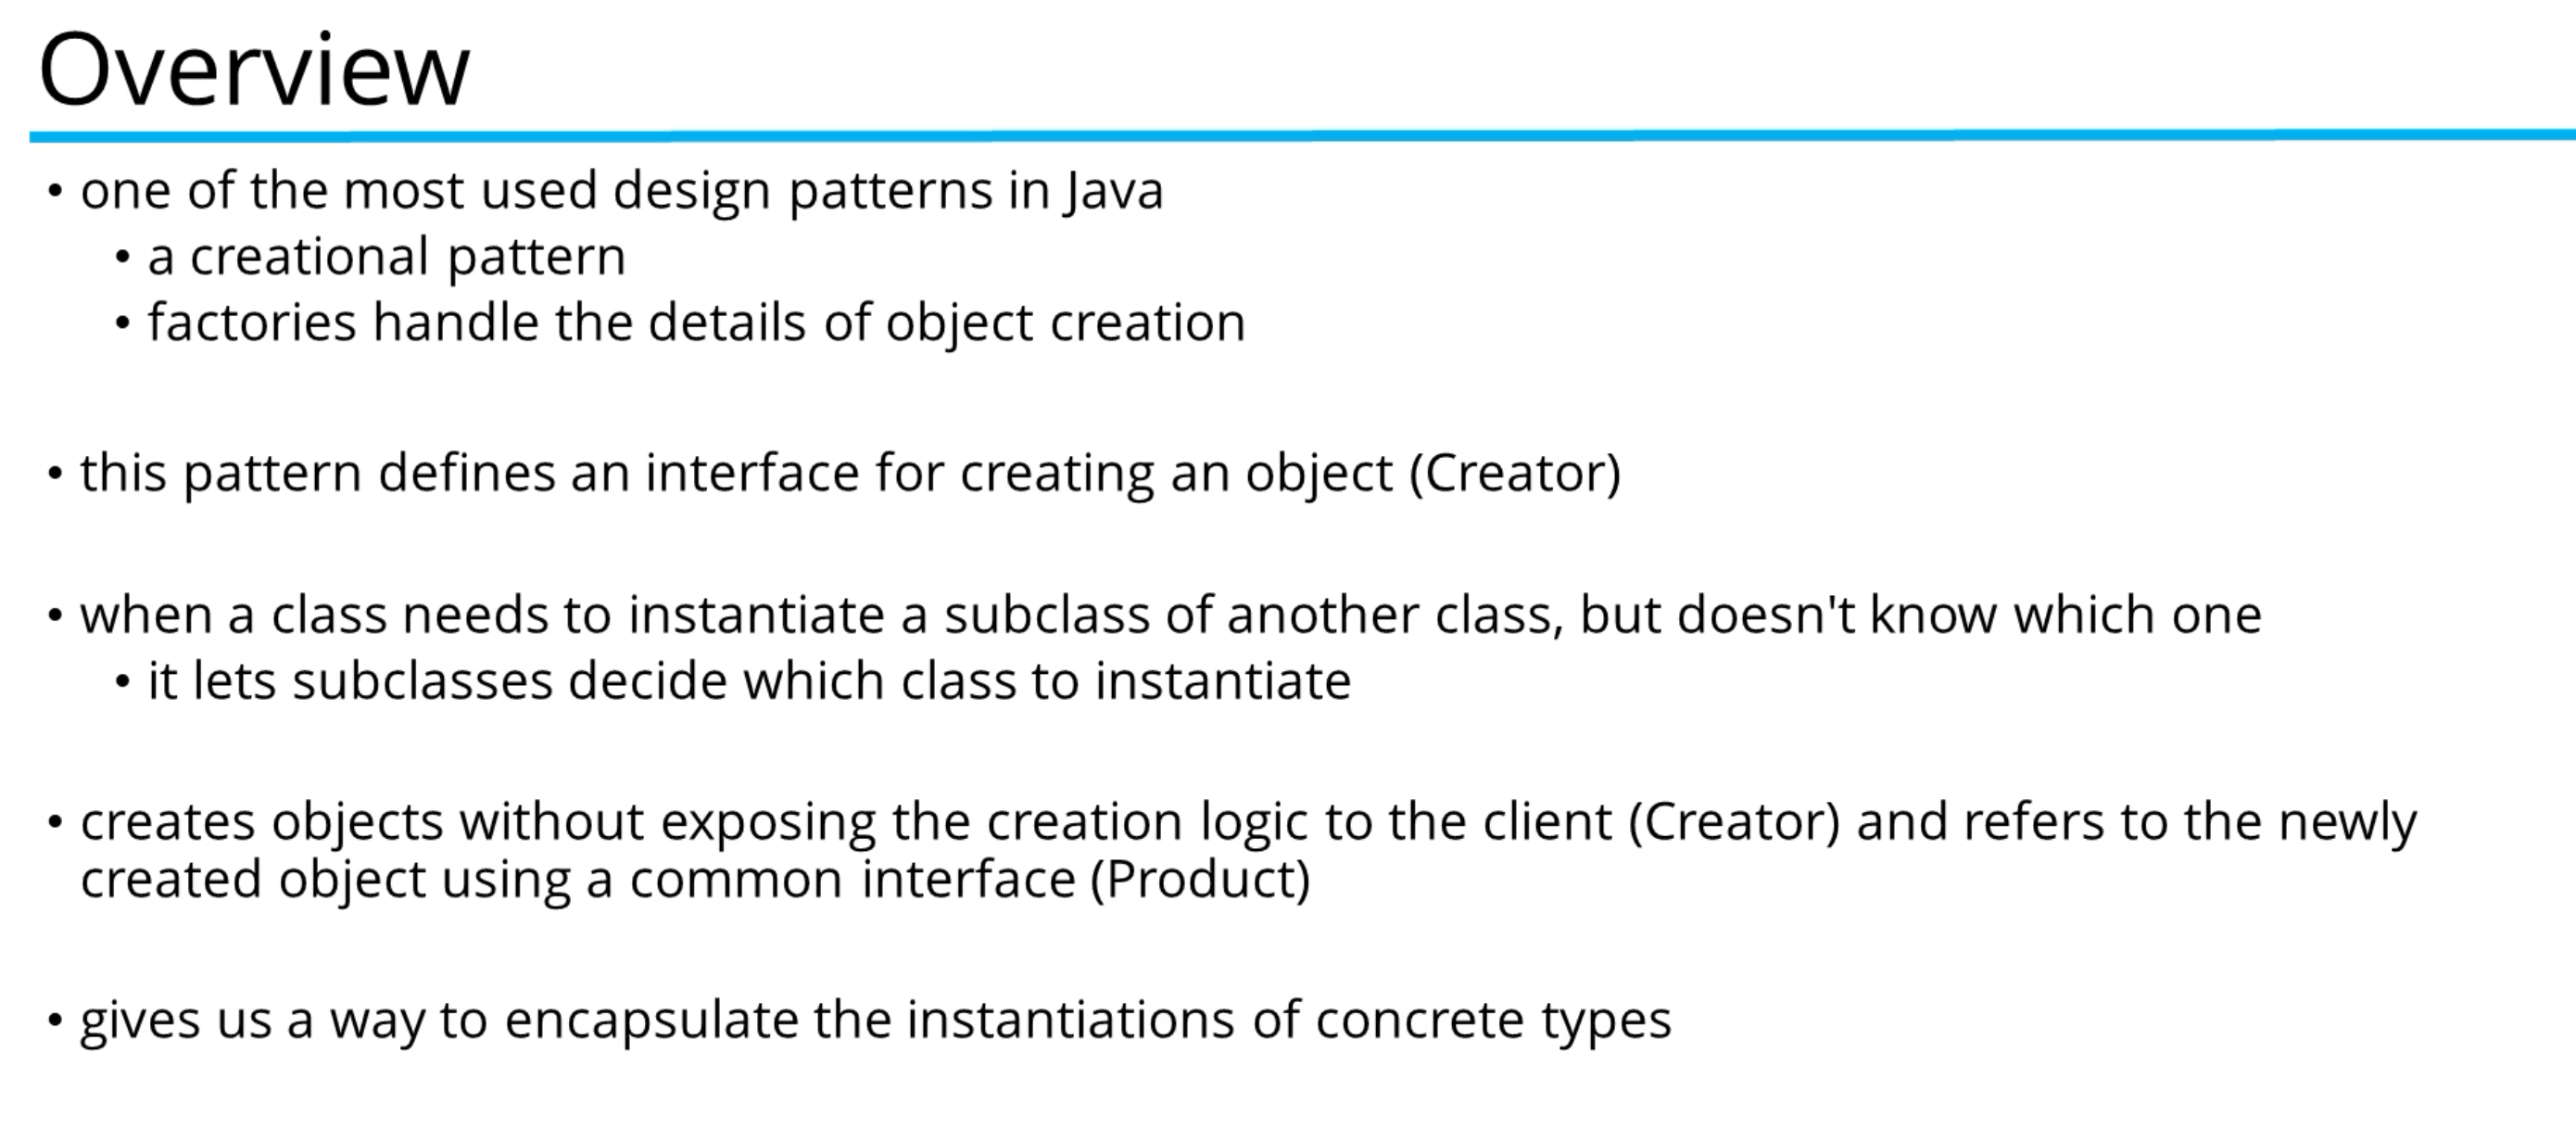 Overview
• one of the most used design patterns in Java
• a creational pattern
• factories handle the details of object creation
• this pattern defines an interface for creating an object (Creator)
• when a class needs to instantiate a subclass of another class, but doesn't know which one
• it lets subclasses decide which class to instantiate
• creates objects without exposing the creation logic to the client (Creator) and refers to the newly
created object using a common interface (Product)
• gives us a way to encapsulate the instantiations of concrete types